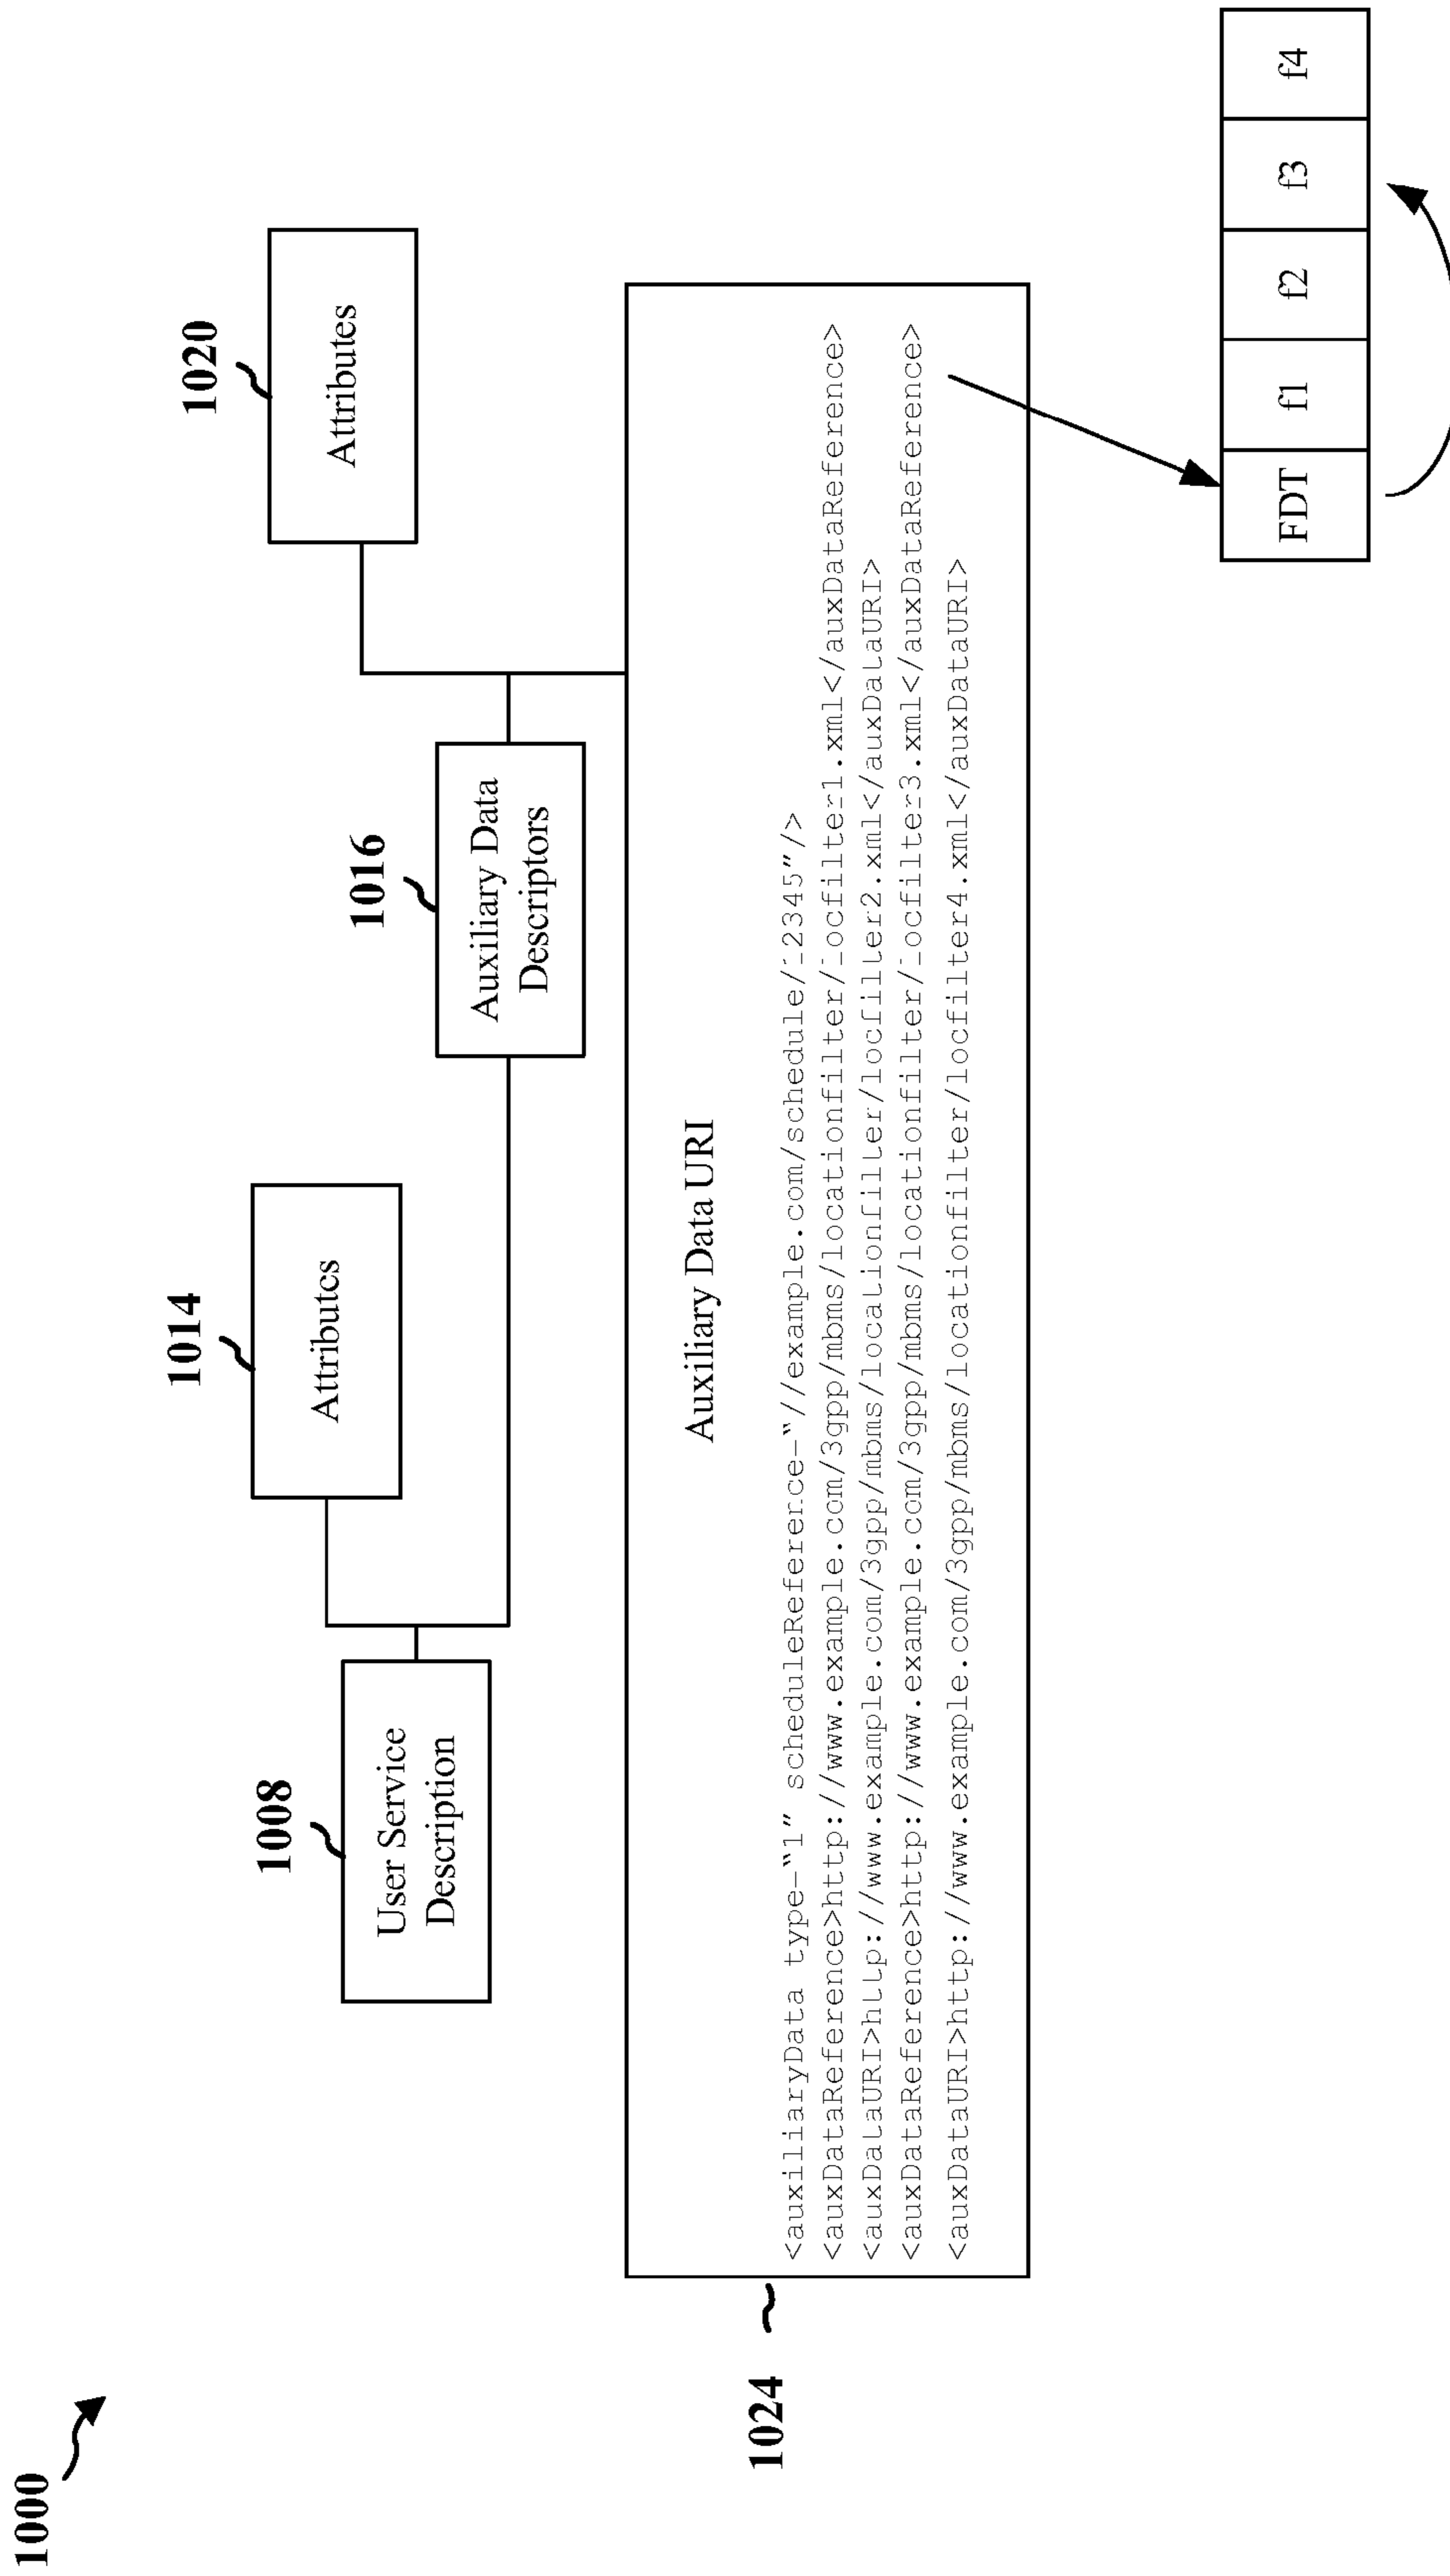 1000
1008
User Service
Description
1014
Attributes
1016
Auxiliary Data
Descriptors
1020
Attributes
1024
Auxiliary Data URI
<auxiliaryData type="1" scheduleReference="//example.com/schedule/12345"/>
<auxDataReference>http://www.example.com/3gpp/mbms/locationfilter/locfilter1.xml</auxDataReference>
<auxDataURI>http://www.example.com/3gpp/mbms/locationfilter/locfilter2.xml</auxDataURI>
<auxDataReference>http://www.example.com/3gpp/mbms/locationfilter/locfilter3.xml</auxDataReference>
<auxDataURI>http://www.example.com/3gpp/mbms/locationfilter/locfilter4.xml</auxDataURI>
FDT
f1
f2
f3
f4